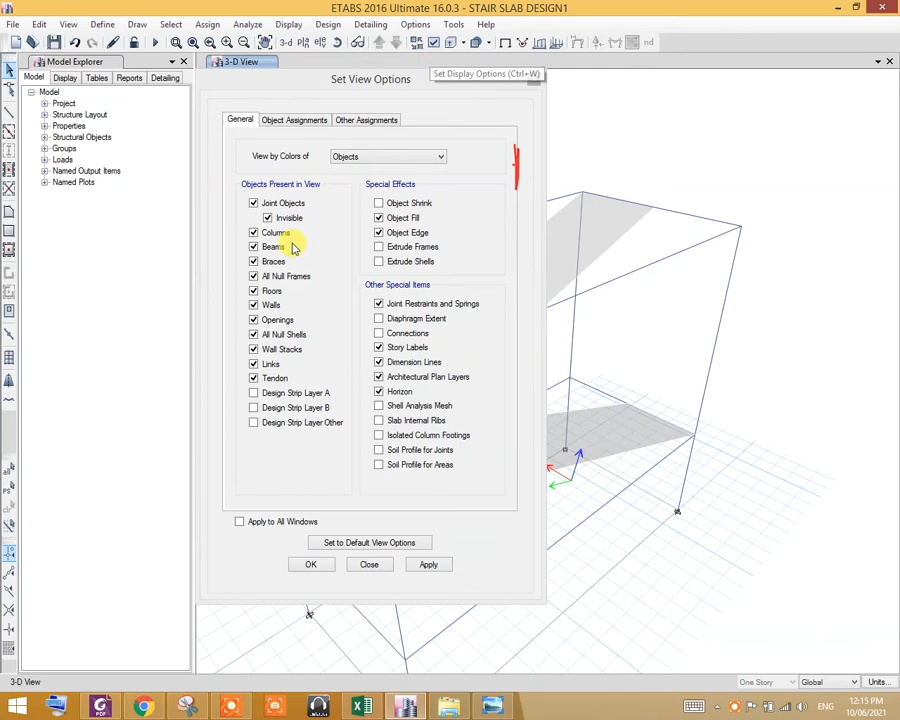 ETABS 2016 Ultimate 16.0.3 - STAIR SLAB DESIGN1
File Edit View Define Draw Select Assign Analyze Display Design Detailing Options Tools Help
3-d nd
Model Explorer
3-D View
Set Display Options (Ctrl+W)
Model Display Tables Reports Detailing
Set View Options
Model
Project
Structure Layout
Properties
Structural Objects
Groups
Loads
Named Output Items
Named Plots
General Object Assignments Other Assignments
View by Colors of Objects
Objects Present in View
Joint Objects
Invisible
Columns
Beams
Braces
All Null Frames
Floors
Walls
Openings
All Null Shells
Wall Stacks
Links
Tendon
Design Strip Layer A
Design Strip Layer B
Design Strip Layer Other
Special Effects
Object Shrink
Object Fill
Object Edge
Extrude Frames
Extrude Shells
Other Special Items
Joint Restraints and Springs
Diaphragm Extent
Connections
Story Labels
Dimension Lines
Architectural Plan Layers
Horizon
Shell Analysis Mesh
Slab Internal Ribs
Isolated Column Footings
Soil Profile for Joints
Soil Profile for Areas
Apply to All Windows
Set to Default View Options
OK Close Apply
3-D View
One Story Global Units...
ENG 12:15 PM
10/06/2021